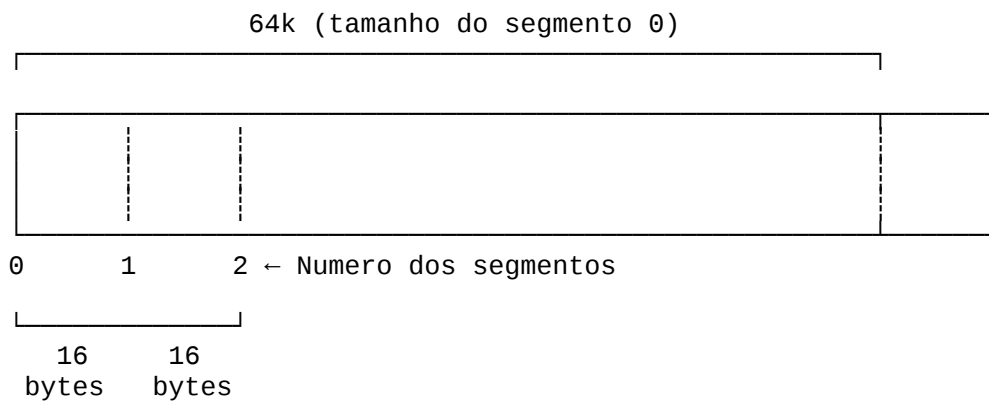 64k (tamanho do segmento 0)
0 1 2 ← Numero dos segmentos
16 16
bytes bytes